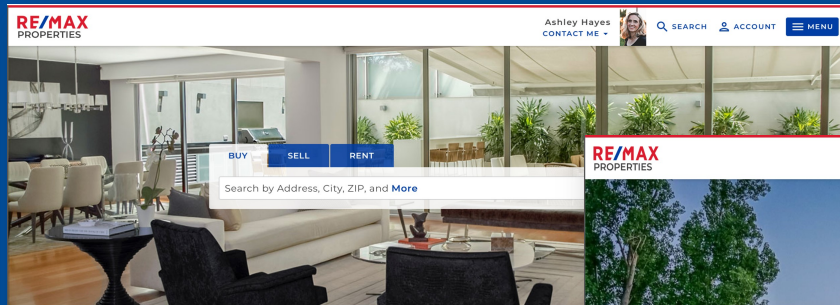 RE/MAX
PROPERTIES
Ashley Hayes
CONTACT ME
SEARCH
ACCOUNT
MENU
BUY
SELL
RENT
Search by Address, City, ZIP, and More
RE/MAX
PROPERTIES